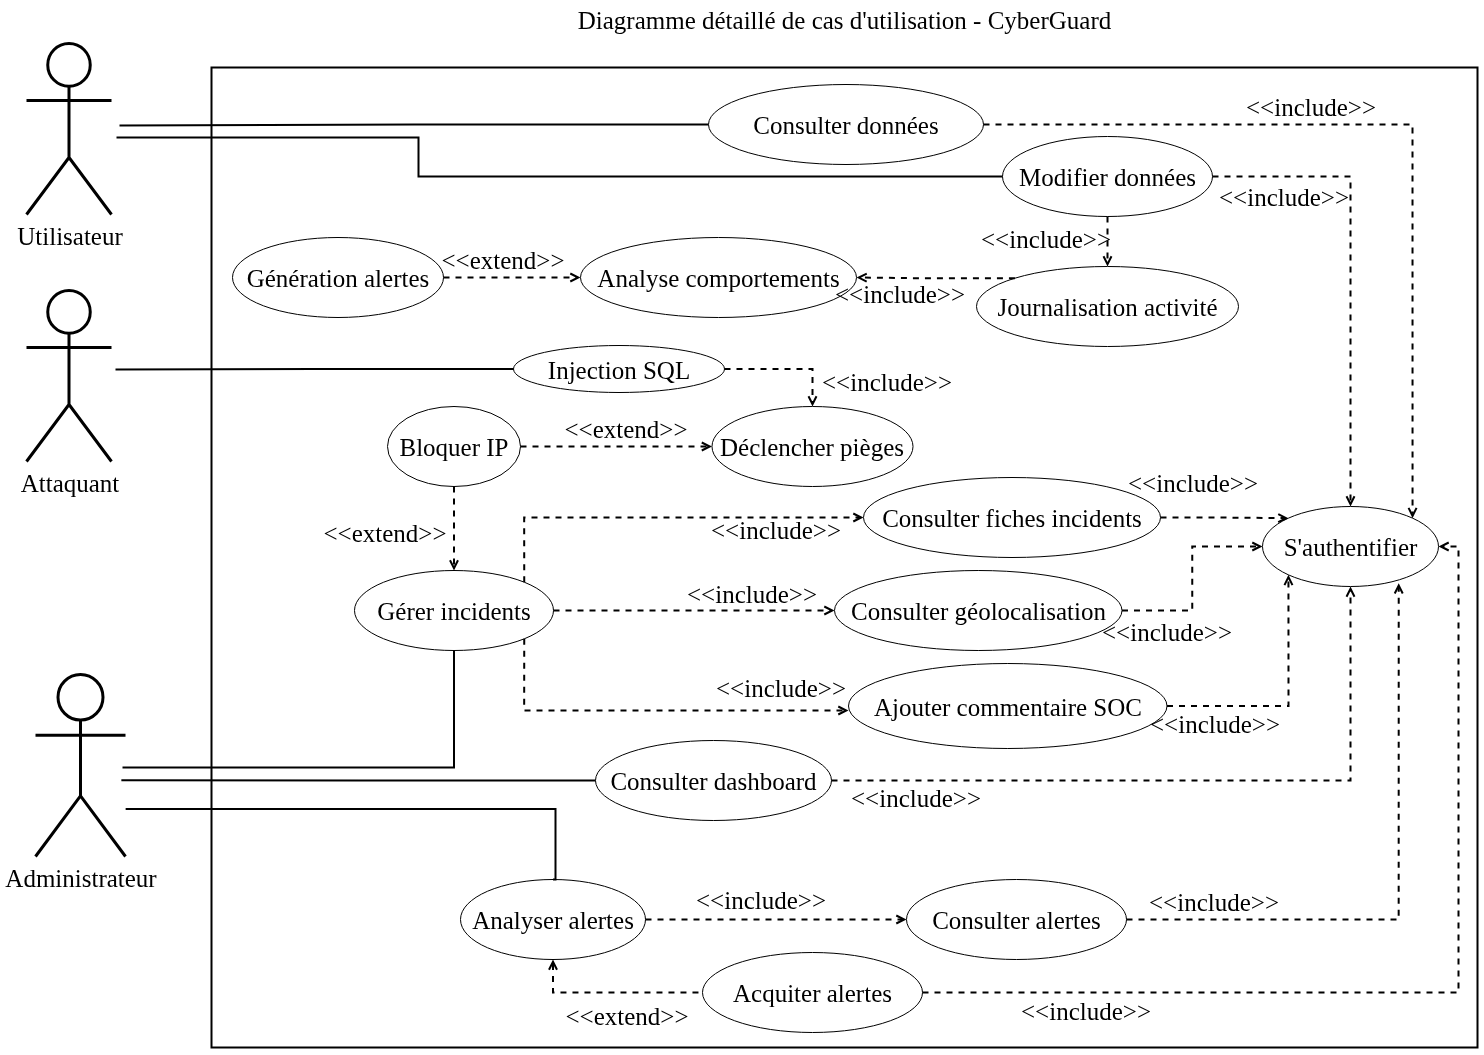 Diagramme détaillé de cas d'utilisation - CyberGuard
<<include>>
Consulter données
Modifier données
<<include>>
Utilisateur
<<include>>
<<extend>>
Génération alertes
Analyse comportements
<<include>>
Journalisation activité
Injection SQL
<<include>>
<<extend>>
Bloquer IP
Déclencher pièges
Attaquant
<<include>>
Consulter fiches incidents
<<include>>
<<extend>>
S'authentifier
<<include>>
Gérer incidents
Consulter géolocalisation
<<include>>
<<include>>
Ajouter commentaire SOC
<<include>>
Consulter dashboard
<<include>>
Administrateur
<<include>>
<<include>>
Analyser alertes
Consulter alertes
Acquiter alertes
<<extend>>
<<include>>